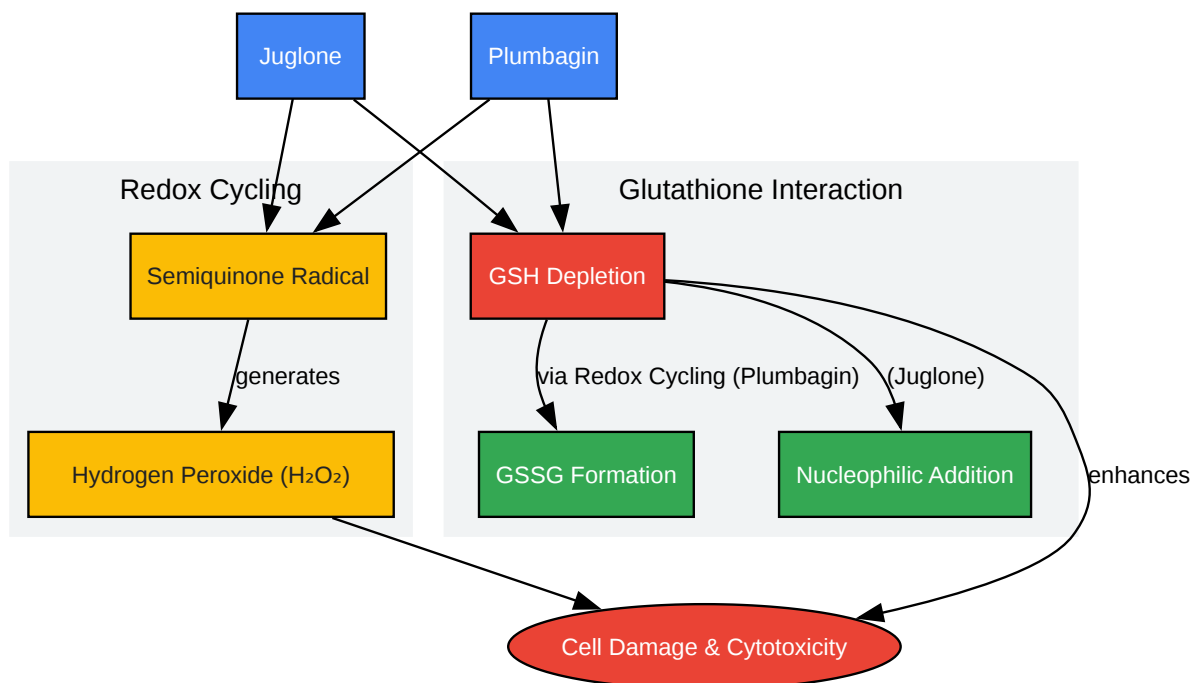 Juglone
Plumbagin
Redox Cycling
Glutathione Interaction
Semiquinone Radical
GSH Depletion
generates
via Redox Cycling (Plumbagin)
(Juglone)
Hydrogen Peroxide (H₂O₂)
GSSG Formation
Nucleophilic Addition
enhances
Cell Damage & Cytotoxicity